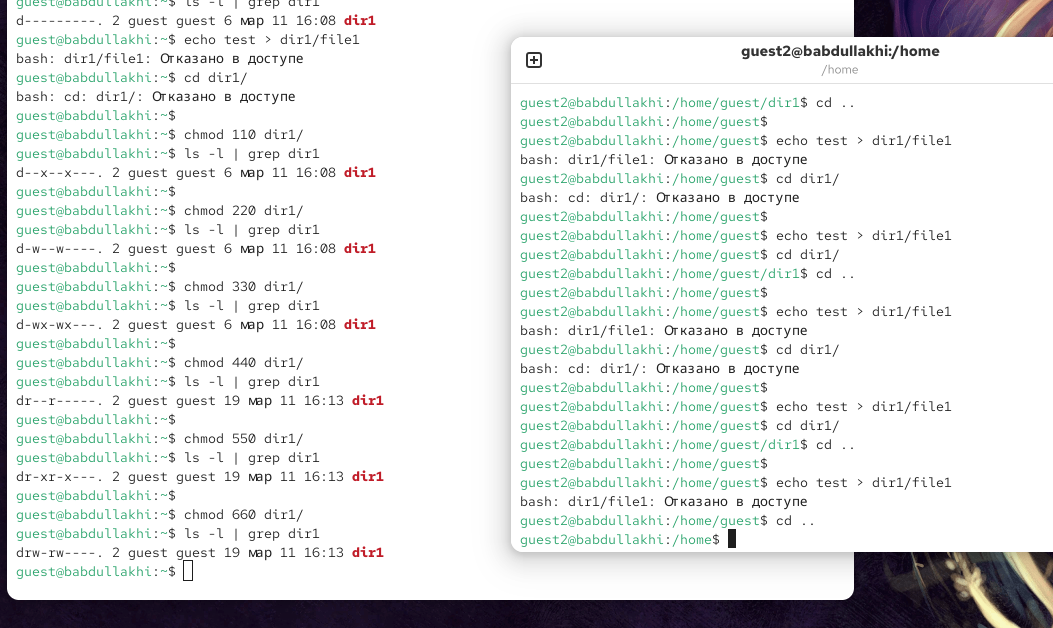 guest@babdullakhi:~$ ls -l | grep dir1
d---------. 2 guest guest 6 мар 11 16:08 dir1
guest@babdullakhi:~$ echo test > dir1/file1
bash: dir1/file1: Отказано в доступе
guest@babdullakhi:~$ cd dir1/
bash: cd: dir1/: Отказано в доступе
guest@babdullakhi:~$
guest@babdullakhi:~$ chmod 110 dir1/
guest@babdullakhi:~$ ls -l | grep dir1
d--x--x---. 2 guest guest 6 мар 11 16:08 dir1
guest@babdullakhi:~$
guest@babdullakhi:~$ chmod 220 dir1/
guest@babdullakhi:~$ ls -l | grep dir1
d-w--w----. 2 guest guest 6 мар 11 16:08 dir1
guest@babdullakhi:~$
guest@babdullakhi:~$ chmod 330 dir1/
guest@babdullakhi:~$ ls -l | grep dir1
d-wx-wx---. 2 guest guest 6 мар 11 16:08 dir1
guest@babdullakhi:~$
guest@babdullakhi:~$ chmod 440 dir1/
guest@babdullakhi:~$ ls -l | grep dir1
dr--r-----. 2 guest guest 19 мар 11 16:13 dir1
guest@babdullakhi:~$
guest@babdullakhi:~$ chmod 550 dir1/
guest@babdullakhi:~$ ls -l | grep dir1
dr-xr-x---. 2 guest guest 19 мар 11 16:13 dir1
guest@babdullakhi:~$
guest@babdullakhi:~$ chmod 660 dir1/
guest@babdullakhi:~$ ls -l | grep dir1
drw-rw----. 2 guest guest 19 мар 11 16:13 dir1
guest@babdullakhi:~$
guest2@babdullakhi:/home
/home
guest2@babdullakhi:/home/guest/dir1$ cd ..
guest2@babdullakhi:/home/guest$
guest2@babdullakhi:/home/guest$ echo test > dir1/file1
bash: dir1/file1: Отказано в доступе
guest2@babdullakhi:/home/guest$ cd dir1/
bash: cd: dir1/: Отказано в доступе
guest2@babdullakhi:/home/guest$
guest2@babdullakhi:/home/guest$ echo test > dir1/file1
guest2@babdullakhi:/home/guest$ cd dir1/
guest2@babdullakhi:/home/guest/dir1$ cd ..
guest2@babdullakhi:/home/guest$
guest2@babdullakhi:/home/guest$ echo test > dir1/file1
bash: dir1/file1: Отказано в доступе
guest2@babdullakhi:/home/guest$ cd dir1/
bash: cd: dir1/: Отказано в доступе
guest2@babdullakhi:/home/guest$
guest2@babdullakhi:/home/guest$ echo test > dir1/file1
guest2@babdullakhi:/home/guest$ cd dir1/
guest2@babdullakhi:/home/guest/dir1$ cd ..
guest2@babdullakhi:/home/guest$
guest2@babdullakhi:/home/guest$ echo test > dir1/file1
bash: dir1/file1: Отказано в доступе
guest2@babdullakhi:/home/guest$ cd ..
guest2@babdullakhi:/home$